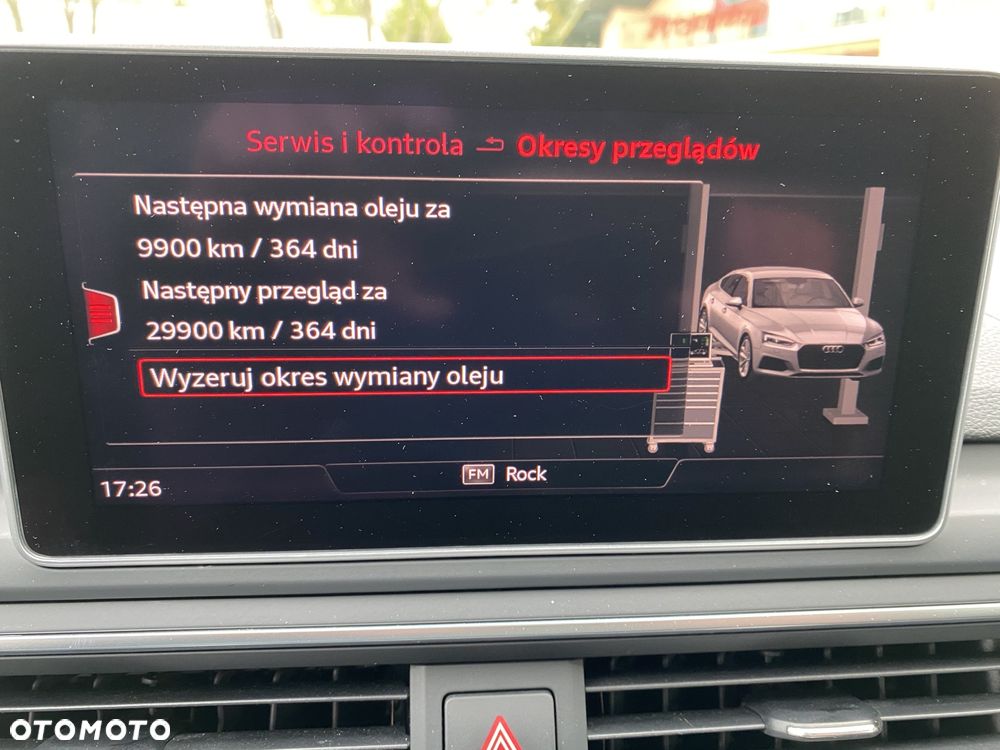 Serwis i kontrola Okresy przeglądów
Następna wymiana oleju za
9900 km / 364 dni
Następny przegląd za
29900 km / 364 dni
Wyzeruj okres wymiany oleju
17:26
FM Rock
OTOMOTO